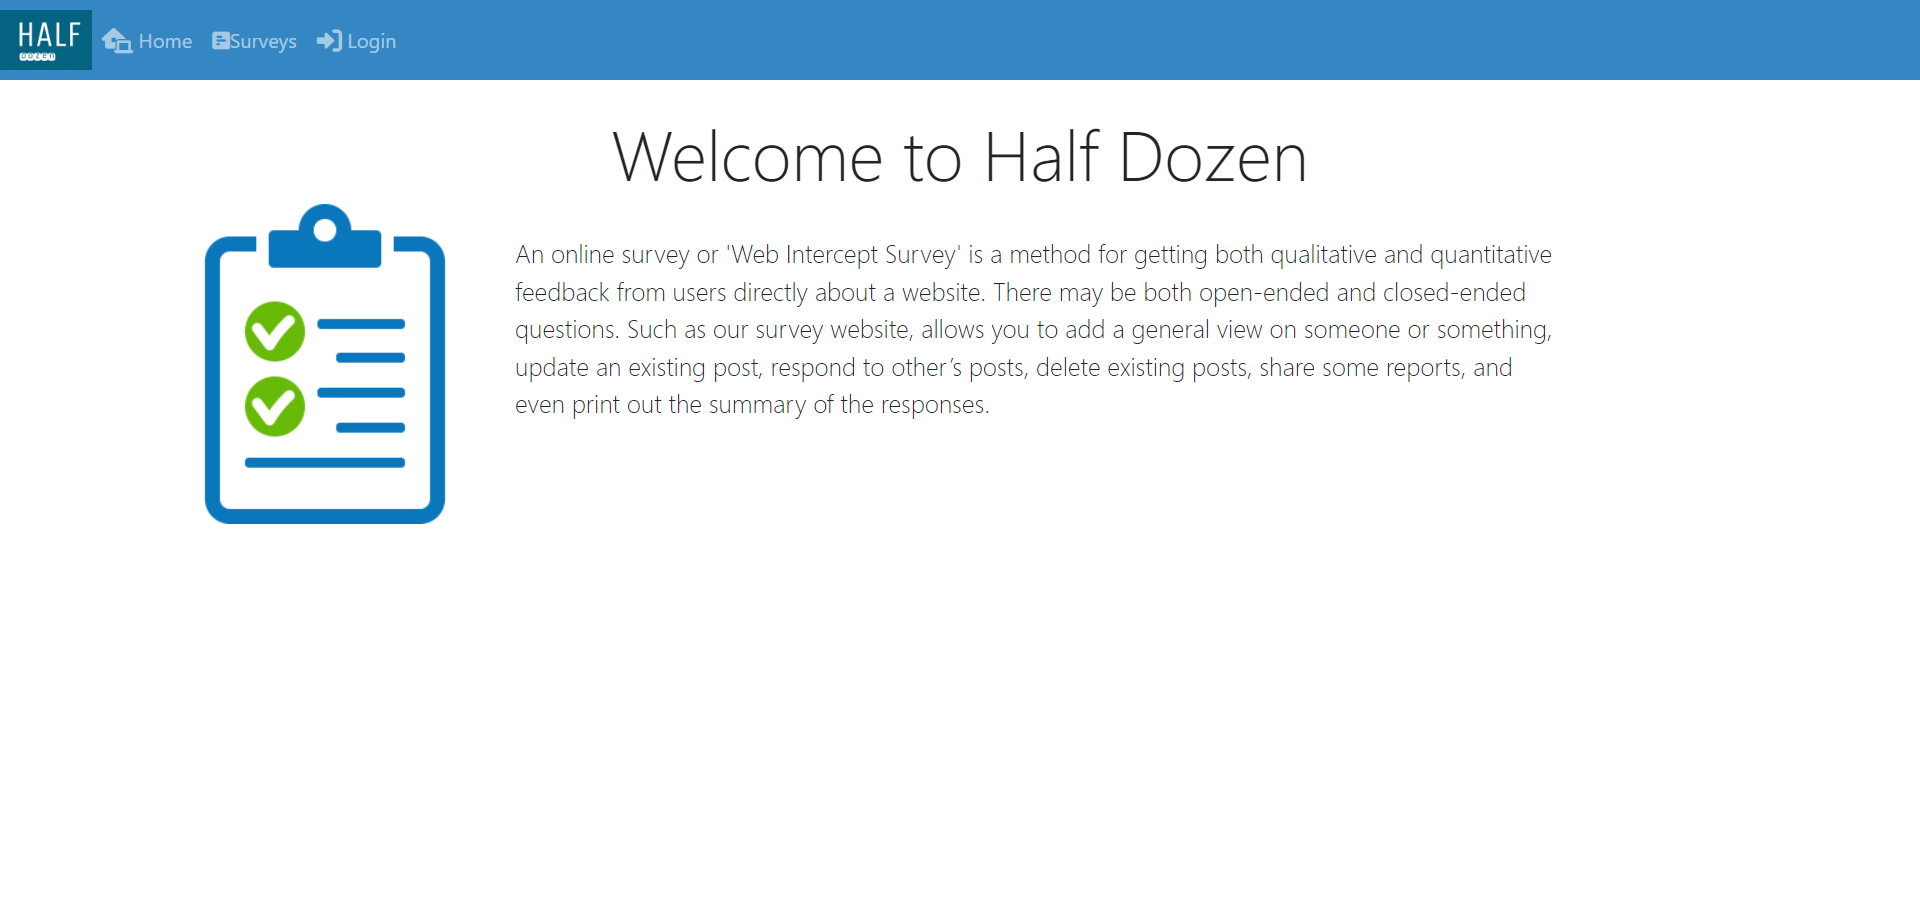 HALF
DOZEN
Home
Surveys
Login
Welcome to Half Dozen
An online survey or 'Web Intercept Survey' is a method for getting both qualitative and quantitative
feedback from users directly about a website. There may be both open-ended and closed-ended
questions. Such as our survey website, allows you to add a general view on someone or something,
update an existing post, respond to other’s posts, delete existing posts, share some reports, and
even print out the summary of the responses.